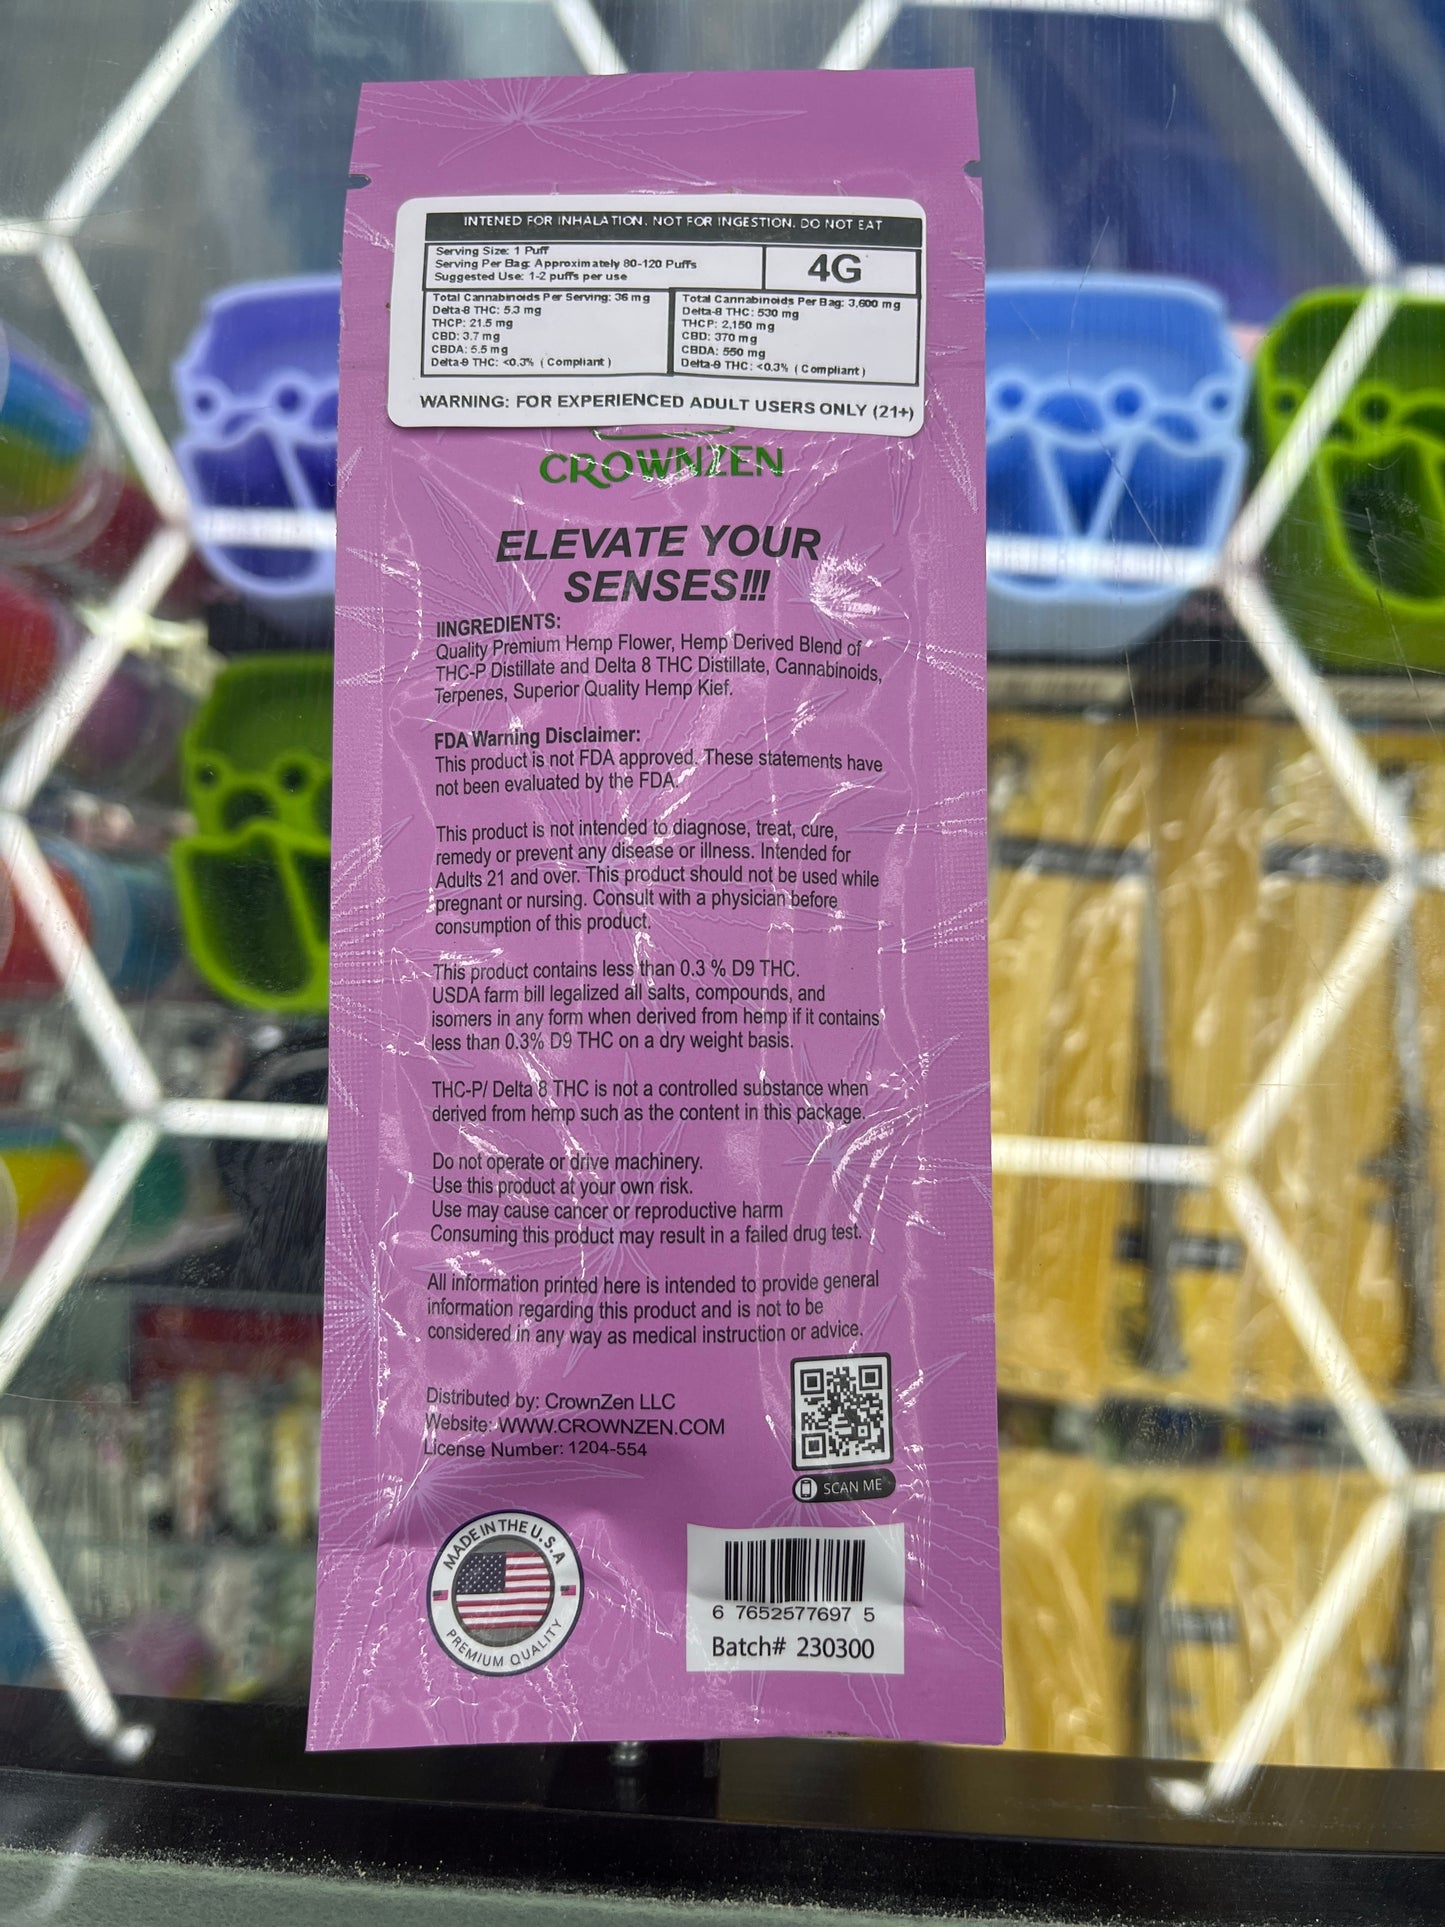 INTENED FOR INHALATION. NOT FOR INGESTION. DO NOT EAT
Serving Size: 1 Puff
Serving Per Bag: Approximately 80-120 Puffs
Suggested Use: 1-2 puffs per use
4G
Total Cannabinoids Per Serving: 36 mg
Delta-8 THC: 5.3 mg
THCP: 21.5 mg
CBD: 3.7 mg
CBDA: 5.5 mg
Delta-9 THC: <0.3% ( Compliant )
Total Cannabinoids Per Bag: 3,600 mg
Delta-8 THC: 530 mg
THCP: 2,150 mg
CBD: 370 mg
CBDA: 550 mg
Delta-9 THC: <0.3% ( Compliant )
WARNING: FOR EXPERIENCED ADULT USERS ONLY (21+)
CROWNZEN
ELEVATE YOUR
SENSES!!!
IINGREDIENTS:
Quality Premium Hemp Flower, Hemp Derived Blend of
THC-P Distillate and Delta 8 THC Distillate, Cannabinoids,
Terpenes, Superior Quality Hemp Kief.
FDA Warning Disclaimer:
This product is not FDA approved. These statements have
not been evaluated by the FDA.
This product is not intended to diagnose, treat, cure,
remedy or prevent any disease or illness. Intended for
Adults 21 and over. This product should not be used while
pregnant or nursing. Consult with a physician before
consumption of this product.
This product contains less than 0.3 % D9 THC.
USDA farm bill legalized all salts, compounds, and
isomers in any form when derived from hemp if it contains
less than 0.3% D9 THC on a dry weight basis.
THC-P/ Delta 8 THC is not a controlled substance when
derived from hemp such as the content in this package.
Do not operate or drive machinery.
Use this product at your own risk.
Use may cause cancer or reproductive harm
Consuming this product may result in a failed drug test.
All information printed here is intended to provide general
information regarding this product and is not to be
considered in any way as medical instruction or advice.
Distributed by: CrownZen LLC
Website: WWW.CROWNZEN.COM
License Number: 1204-554
SCAN ME
MADE IN THE U.S.A
PREMIUM QUALITY
6 76525 77697 5
Batch# 230300